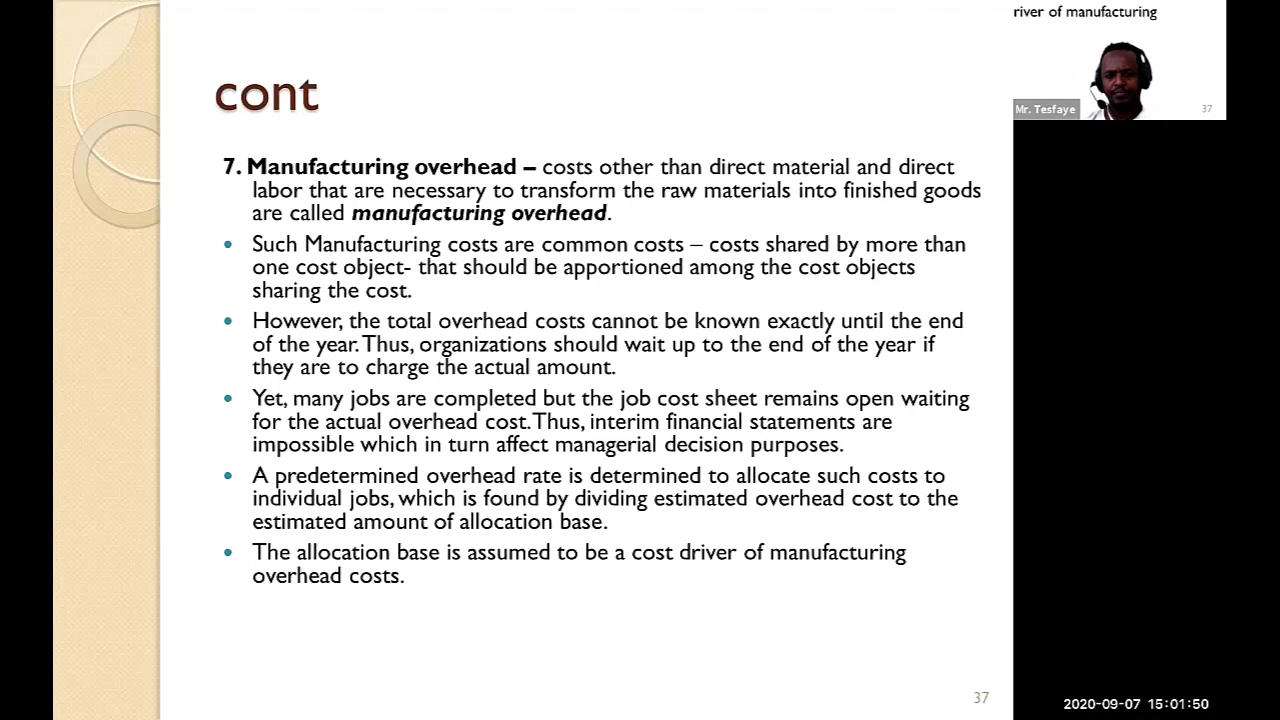 cont
7. Manufacturing overhead – costs other than direct material and direct
labor that are necessary to transform the raw materials into finished goods
are called manufacturing overhead.
• Such Manufacturing costs are common costs – costs shared by more than
one cost object- that should be apportioned among the cost objects
sharing the cost.
• However, the total overhead costs cannot be known exactly until the end
of the year. Thus, organizations should wait up to the end of the year if
they are to charge the actual amount.
• Yet, many jobs are completed but the job cost sheet remains open waiting
for the actual overhead cost. Thus, interim financial statements are
impossible which in turn affect managerial decision purposes.
• A predetermined overhead rate is determined to allocate such costs to
individual jobs, which is found by dividing estimated overhead cost to the
estimated amount of allocation base.
• The allocation base is assumed to be a cost driver of manufacturing
overhead costs.
37
river of manufacturing
Mr. Tesfaye
37
2020-09-07 15:01:50